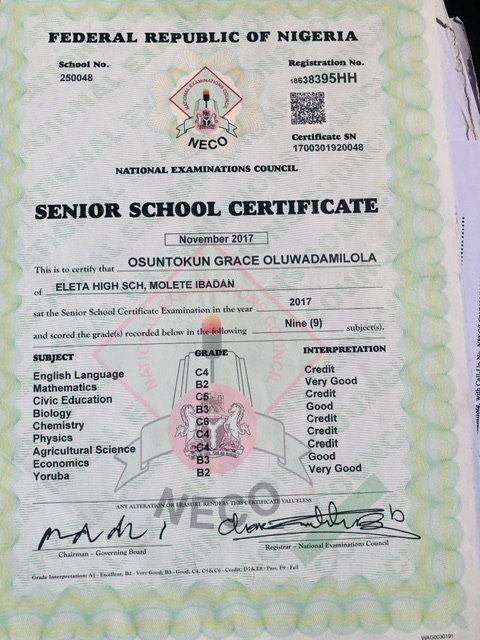 FEDERAL REPUBLIC OF NIGERIA
School No.
250048
Registration No.
18638395HH
NATIONAL EXAMINATIONS COUNCIL
NECO
Certificate SN
1700301920048
NATIONAL EXAMINATIONS COUNCIL
SENIOR SCHOOL CERTIFICATE
November 2017
This is to certify that OSUNTOKUN GRACE OLUWADAMILOLA
of ELETA HIGH SCH, MOLETE IBADAN
sat the Senior School Certificate Examination in the year 2017
and scored the grade(s) recorded below in the following Nine (9) subject(s).
SUBJECT GRADE INTERPRETATION
English Language C4 Credit
Mathematics B2 Very Good
Civic Education C5 Credit
Biology B3 Good
Chemistry C6 Credit
Physics C4 Credit
Agricultural Science C4 Credit
Economics B3 Good
Yoruba B2 Very Good
ANY ALTERATION OR ERASURE RENDERS THIS CERTIFICATE VALUELESS
NECO
Chairman - Governing Board
Registrar - National Examinations Council
Grade Interpretation: A1 - Excellent, B2 - Very Good, B3 - Good, C4, C5 & C6 - Credit, D7 & E8 - Pass, F9 - Fail
WAG0030191